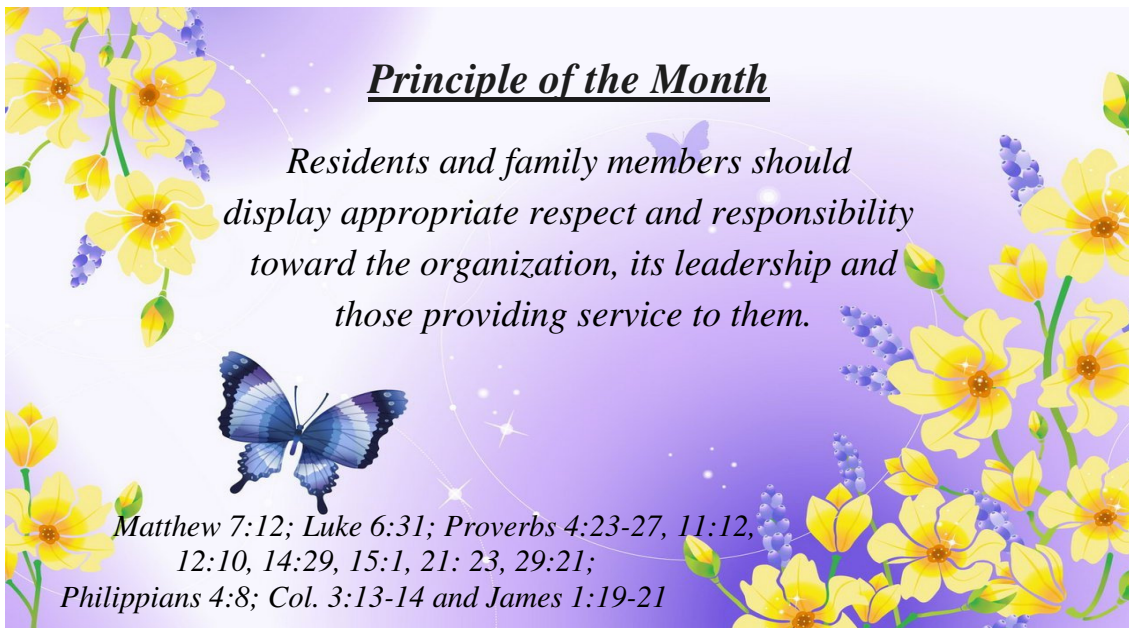 Principle of the Month
Residents and family members should
display appropriate respect and responsibility
toward the organization, its leadership and
those providing service to them.
Matthew 7:12; Luke 6:31; Proverbs 4:23-27, 11:12,
12:10, 14:29, 15:1, 21: 23, 29:21;
Philippians 4:8; Col. 3:13-14 and James 1:19-21